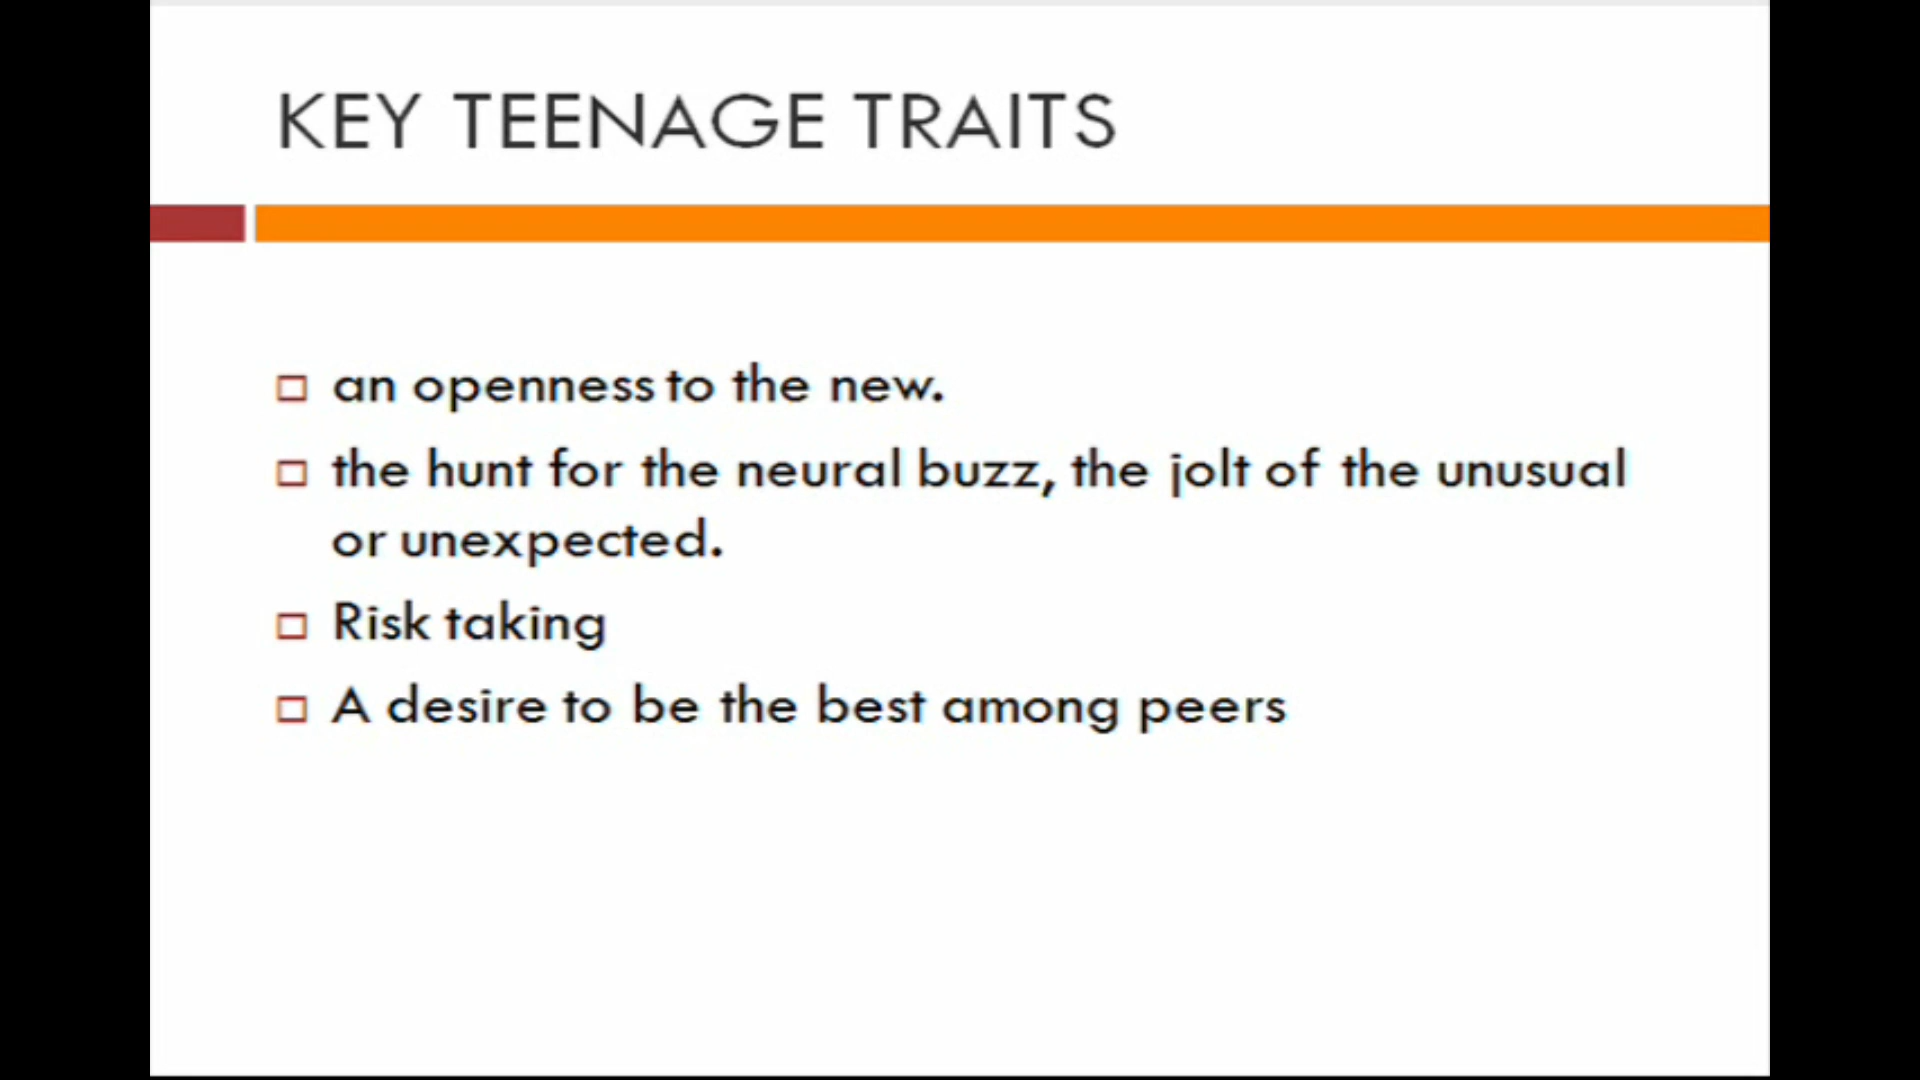 KEY TEENAGE TRAITS
an openness to the new.
the hunt for the neural buzz, the jolt of the unusual
or unexpected.
Risk taking
A desire to be the best among peers